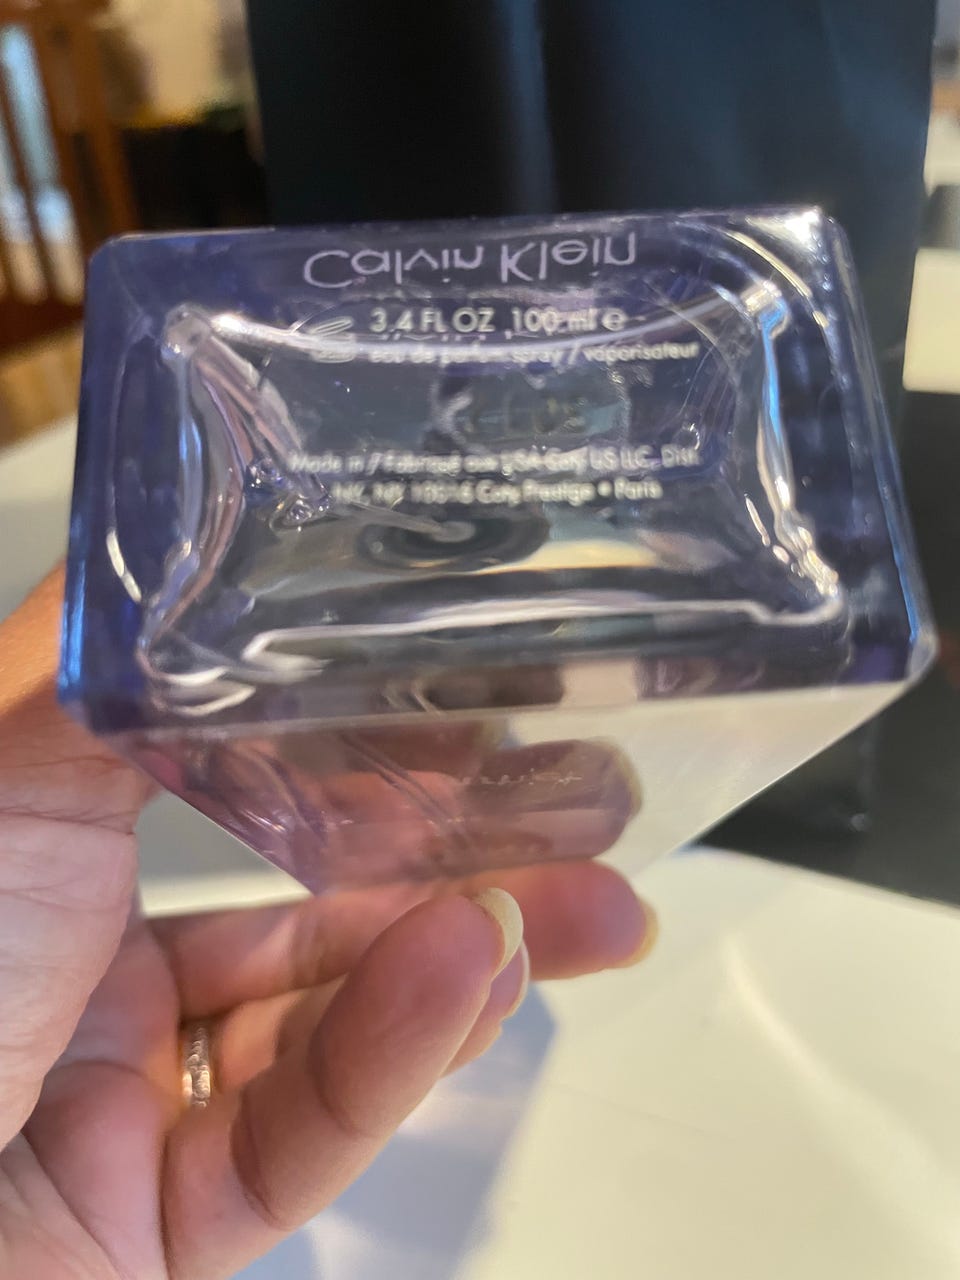 Calvin Klein
3.4 FL OZ 100 ml ℮
eau de parfum spray / vaporisateur
Made in / Fabriqué aux USA Coty US LLC, Dist.
NY, NY 10016 Coty Prestige • Paris